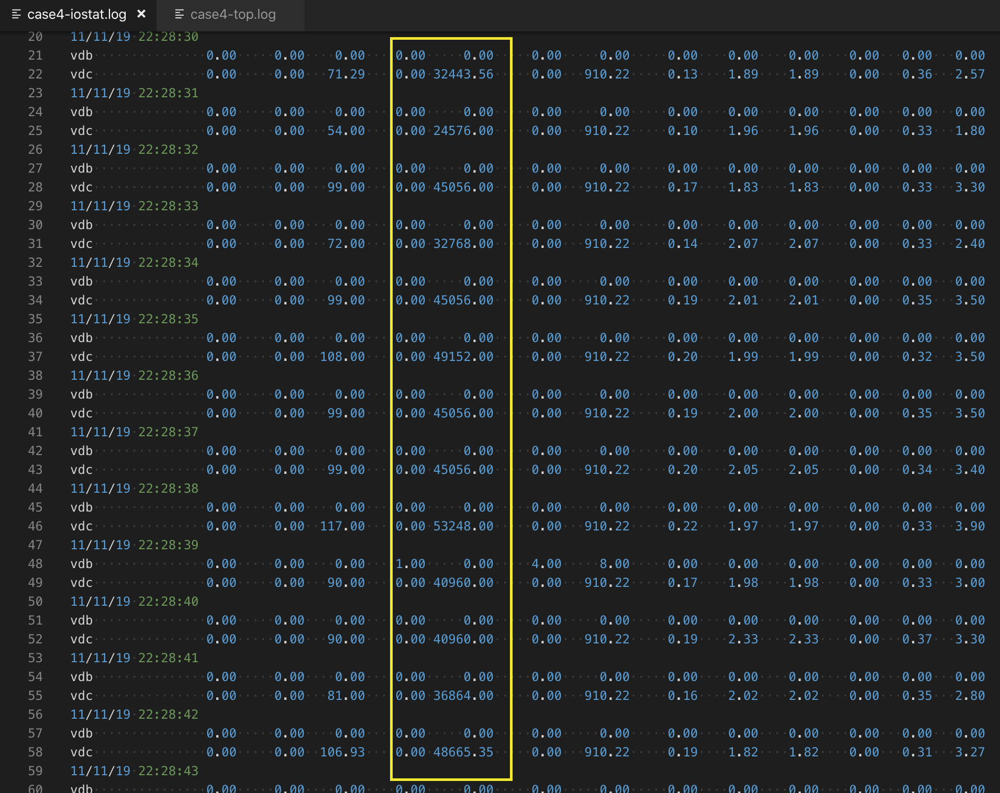 case4-iostat.log × case4-top.log
20 11/11/19 22:28:30
21 vdb 0.00 0.00 0.00 0.00 0.00 0.00 0.00 0.00 0.00 0.00 0.00 0.00 0.00
22 vdc 0.00 0.00 71.29 0.00 32443.56 0.00 910.22 0.13 1.89 1.89 0.00 0.36 2.57
23 11/11/19 22:28:31
24 vdb 0.00 0.00 0.00 0.00 0.00 0.00 0.00 0.00 0.00 0.00 0.00 0.00 0.00
25 vdc 0.00 0.00 54.00 0.00 24576.00 0.00 910.22 0.10 1.96 1.96 0.00 0.33 1.80
26 11/11/19 22:28:32
27 vdb 0.00 0.00 0.00 0.00 0.00 0.00 0.00 0.00 0.00 0.00 0.00 0.00 0.00
28 vdc 0.00 0.00 99.00 0.00 45056.00 0.00 910.22 0.17 1.83 1.83 0.00 0.33 3.30
29 11/11/19 22:28:33
30 vdb 0.00 0.00 0.00 0.00 0.00 0.00 0.00 0.00 0.00 0.00 0.00 0.00 0.00
31 vdc 0.00 0.00 72.00 0.00 32768.00 0.00 910.22 0.14 2.07 2.07 0.00 0.33 2.40
32 11/11/19 22:28:34
33 vdb 0.00 0.00 0.00 0.00 0.00 0.00 0.00 0.00 0.00 0.00 0.00 0.00 0.00
34 vdc 0.00 0.00 99.00 0.00 45056.00 0.00 910.22 0.19 2.01 2.01 0.00 0.35 3.50
35 11/11/19 22:28:35
36 vdb 0.00 0.00 0.00 0.00 0.00 0.00 0.00 0.00 0.00 0.00 0.00 0.00 0.00
37 vdc 0.00 0.00 108.00 0.00 49152.00 0.00 910.22 0.20 1.99 1.99 0.00 0.32 3.50
38 11/11/19 22:28:36
39 vdb 0.00 0.00 0.00 0.00 0.00 0.00 0.00 0.00 0.00 0.00 0.00 0.00 0.00
40 vdc 0.00 0.00 99.00 0.00 45056.00 0.00 910.22 0.19 2.00 2.00 0.00 0.35 3.50
41 11/11/19 22:28:37
42 vdb 0.00 0.00 0.00 0.00 0.00 0.00 0.00 0.00 0.00 0.00 0.00 0.00 0.00
43 vdc 0.00 0.00 99.00 0.00 45056.00 0.00 910.22 0.20 2.05 2.05 0.00 0.34 3.40
44 11/11/19 22:28:38
45 vdb 0.00 0.00 0.00 0.00 0.00 0.00 0.00 0.00 0.00 0.00 0.00 0.00 0.00
46 vdc 0.00 0.00 117.00 0.00 53248.00 0.00 910.22 0.22 1.97 1.97 0.00 0.33 3.90
47 11/11/19 22:28:39
48 vdb 0.00 0.00 0.00 1.00 0.00 4.00 8.00 0.00 0.00 0.00 0.00 0.00 0.00
49 vdc 0.00 0.00 90.00 0.00 40960.00 0.00 910.22 0.17 1.98 1.98 0.00 0.33 3.00
50 11/11/19 22:28:40
51 vdb 0.00 0.00 0.00 0.00 0.00 0.00 0.00 0.00 0.00 0.00 0.00 0.00 0.00
52 vdc 0.00 0.00 90.00 0.00 40960.00 0.00 910.22 0.19 2.33 2.33 0.00 0.37 3.30
53 11/11/19 22:28:41
54 vdb 0.00 0.00 0.00 0.00 0.00 0.00 0.00 0.00 0.00 0.00 0.00 0.00 0.00
55 vdc 0.00 0.00 81.00 0.00 36864.00 0.00 910.22 0.16 2.02 2.02 0.00 0.35 2.80
56 11/11/19 22:28:42
57 vdb 0.00 0.00 0.00 0.00 0.00 0.00 0.00 0.00 0.00 0.00 0.00 0.00 0.00
58 vdc 0.00 0.00 106.93 0.00 48665.35 0.00 910.22 0.19 1.82 1.82 0.00 0.31 3.27
59 11/11/19 22:28:43
60 vdb 0.00 0.00 0.00 0.00 0.00 0.00 0.00 0.00 0.00 0.00 0.00 0.00 0.00